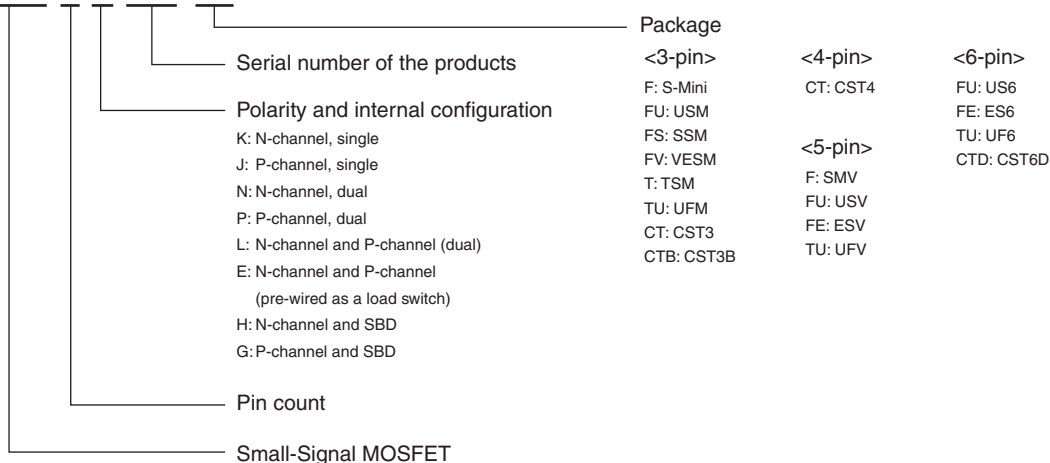 Package
<3-pin>
F: S-Mini
FU: USM
FS: SSM
FV: VESM
T: TSM
TU: UFM
CT: CST3
CTB: CST3B
<4-pin>
CT: CST4
<5-pin>
F: SMV
FU: USV
FE: ESV
TU: UFV
<6-pin>
FU: US6
FE: ES6
TU: UF6
CTD: CST6D
Serial number of the products
Polarity and internal configuration
K: N-channel, single
J: P-channel, single
N: N-channel, dual
P: P-channel, dual
L: N-channel and P-channel (dual)
E: N-channel and P-channel
(pre-wired as a load switch)
H: N-channel and SBD
G: P-channel and SBD
Pin count
Small-Signal MOSFET